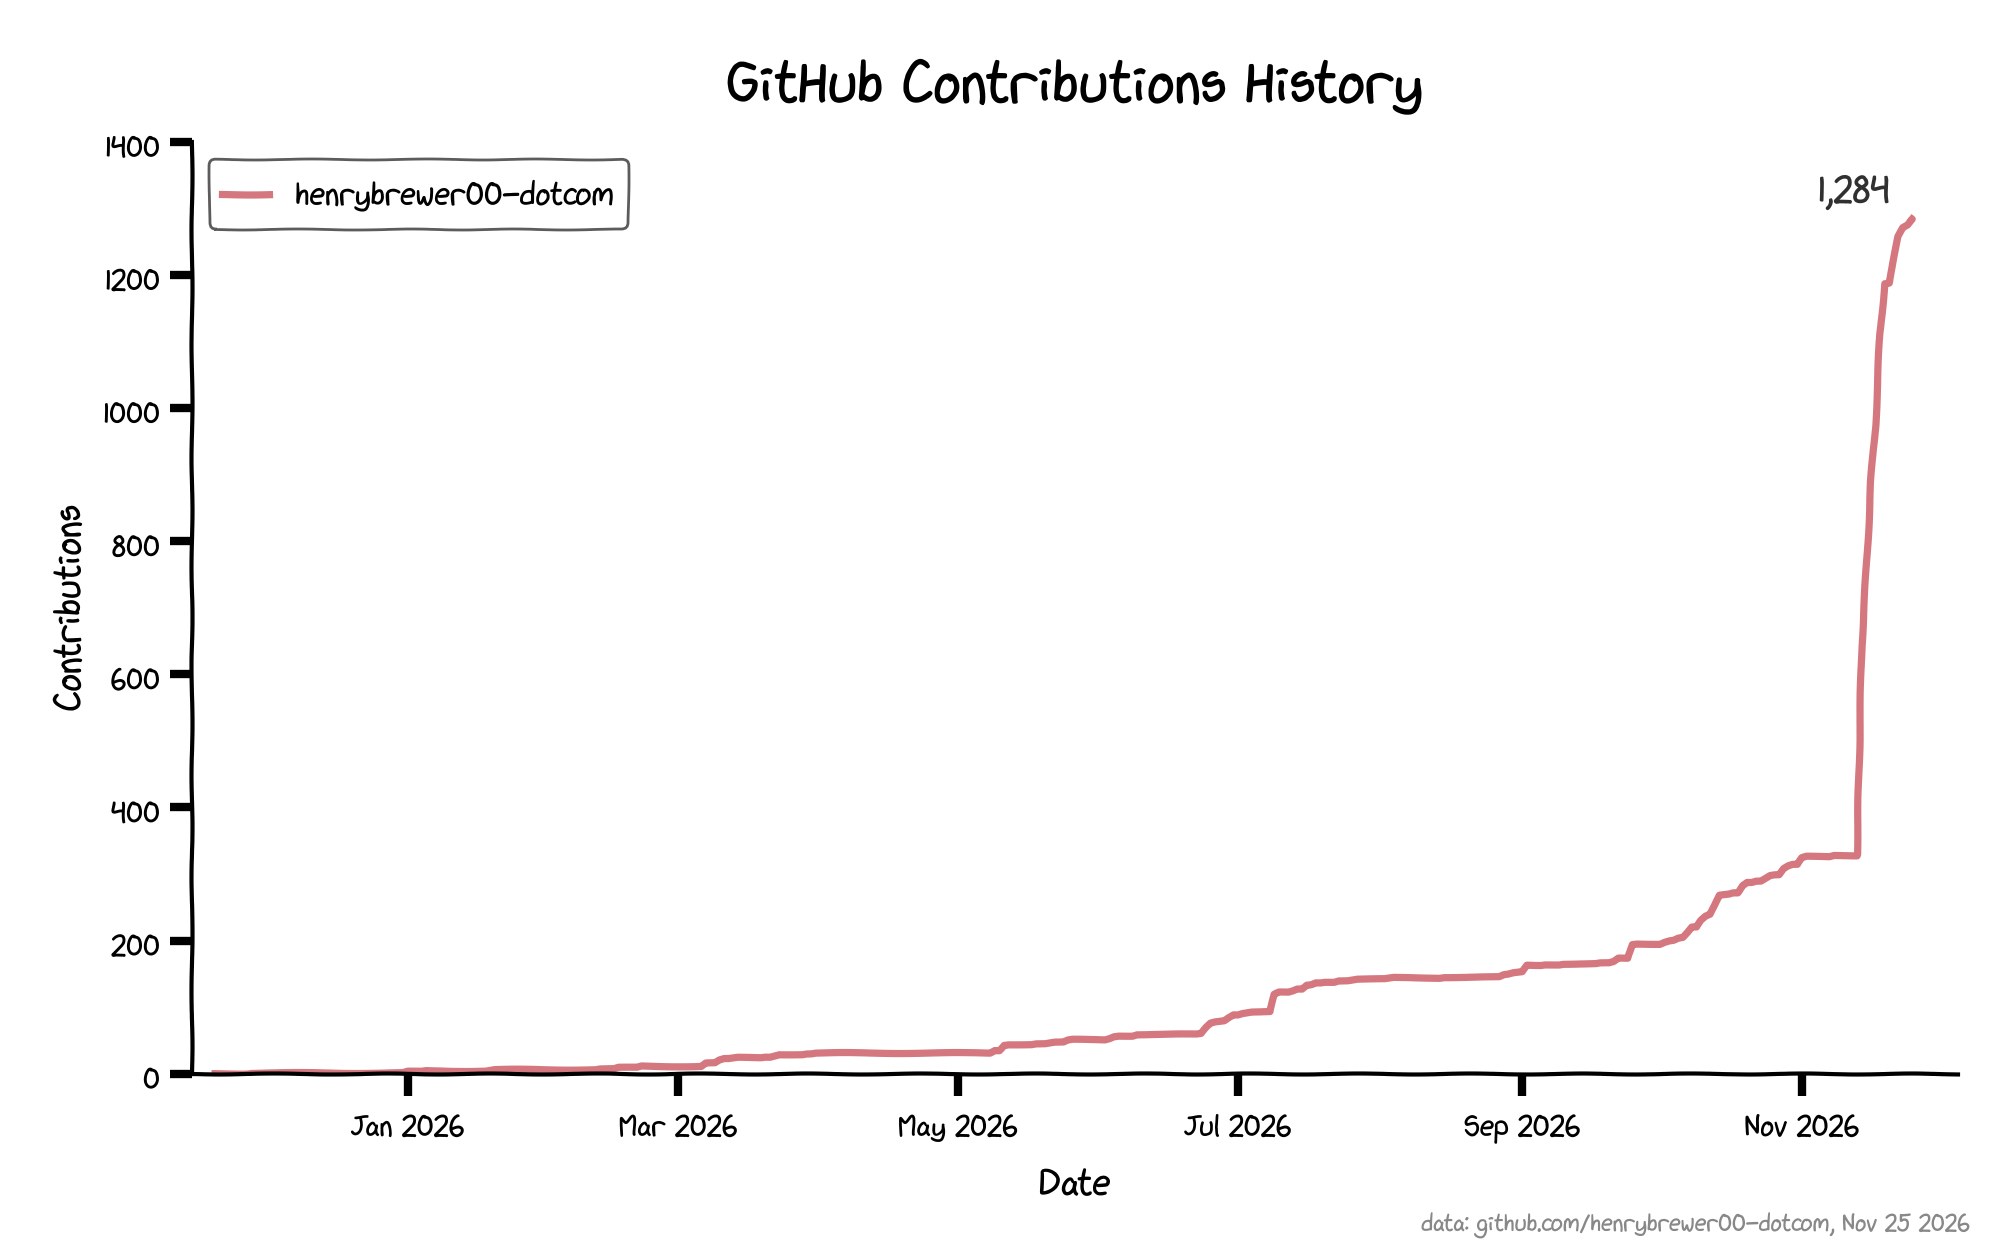 GitHub Contributions History
1400
henrybrewer00-dotcom
1,284
1200
1000
800
600
400
200
0
Contributions
Jan 2026
Mar 2026
May 2026
Jul 2026
Sep 2026
Nov 2026
Date
data: github.com/henrybrewer00-dotcom, Nov 25 2026